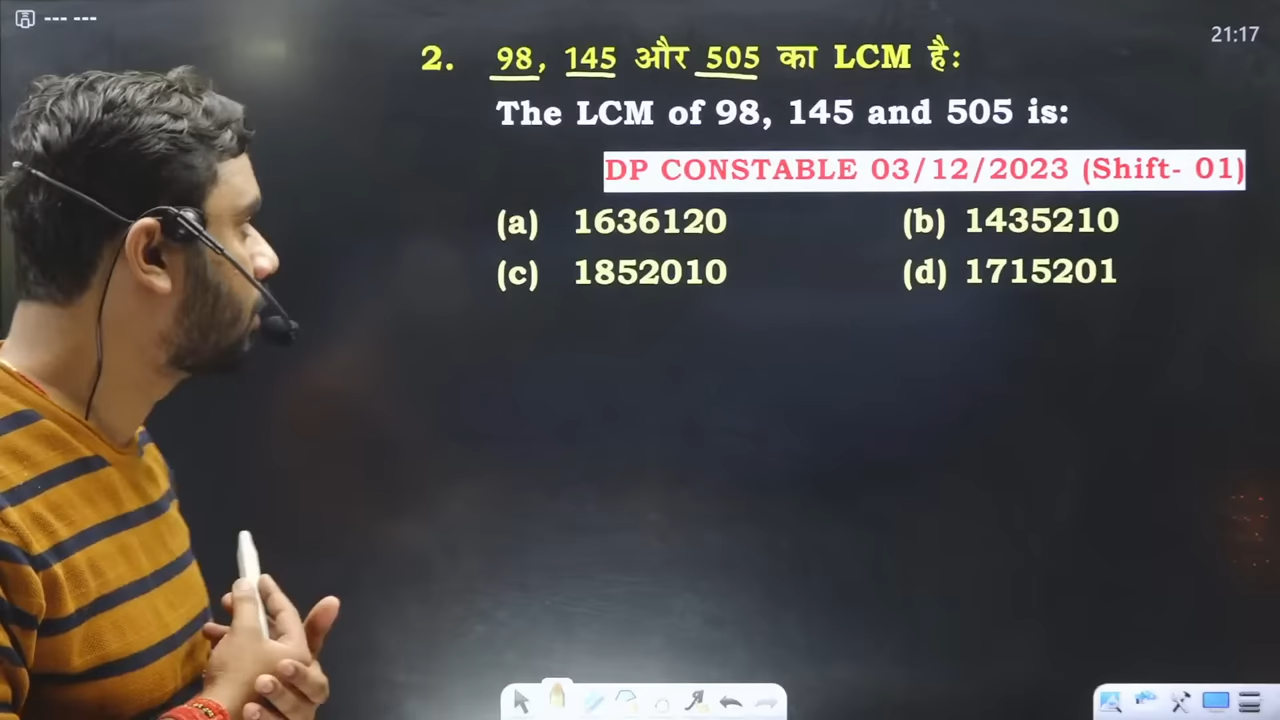 --- ---
21:17
2. 98, 145 और 505 का LCM है:
The LCM of 98, 145 and 505 is:
DP CONSTABLE 03/12/2023 (Shift- 01)
(a) 1636120 (b) 1435210
(c) 1852010 (d) 1715201